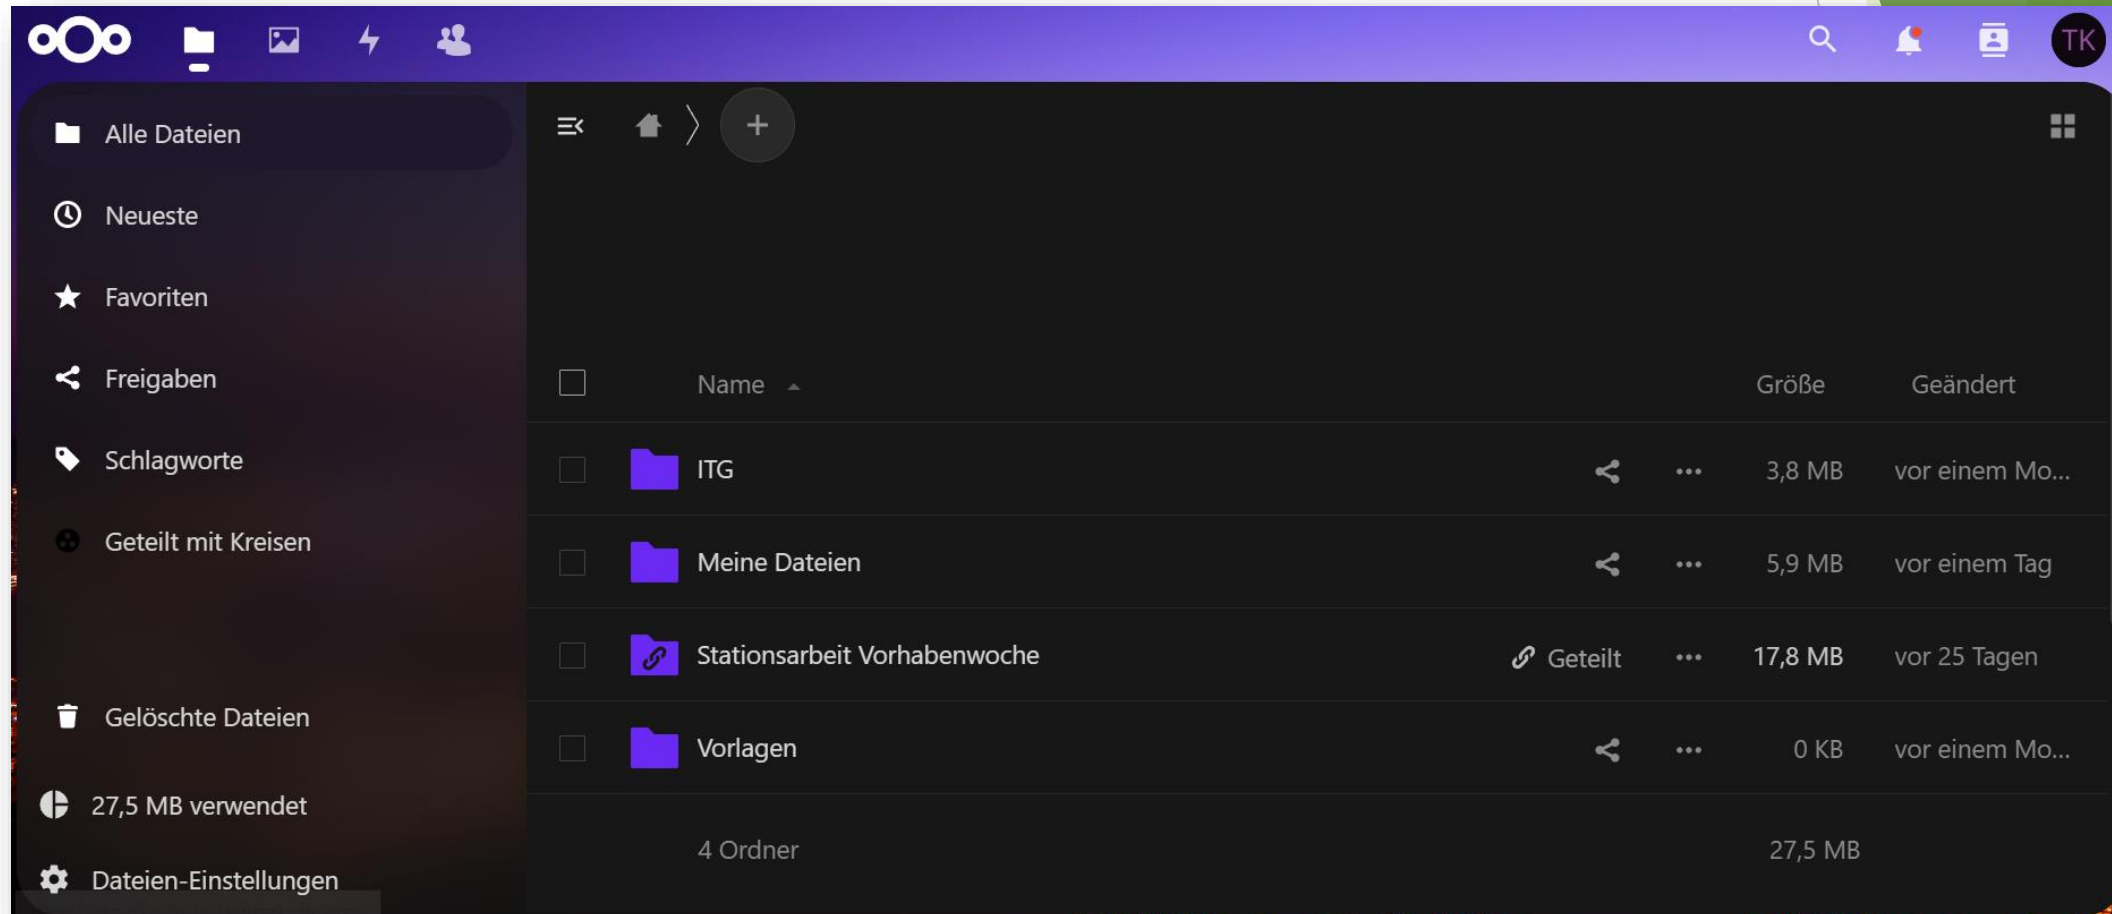 TK
Alle Dateien
Neueste
Favoriten
Freigaben
Schlagworte
Geteilt mit Kreisen
Gelöschte Dateien
27,5 MB verwendet
Dateien-Einstellungen
Name Größe Geändert
ITG 3,8 MB vor einem Mo...
Meine Dateien 5,9 MB vor einem Tag
Stationsarbeit Vorhabenwoche Geteilt 17,8 MB vor 25 Tagen
Vorlagen 0 KB vor einem Mo...
4 Ordner 27,5 MB